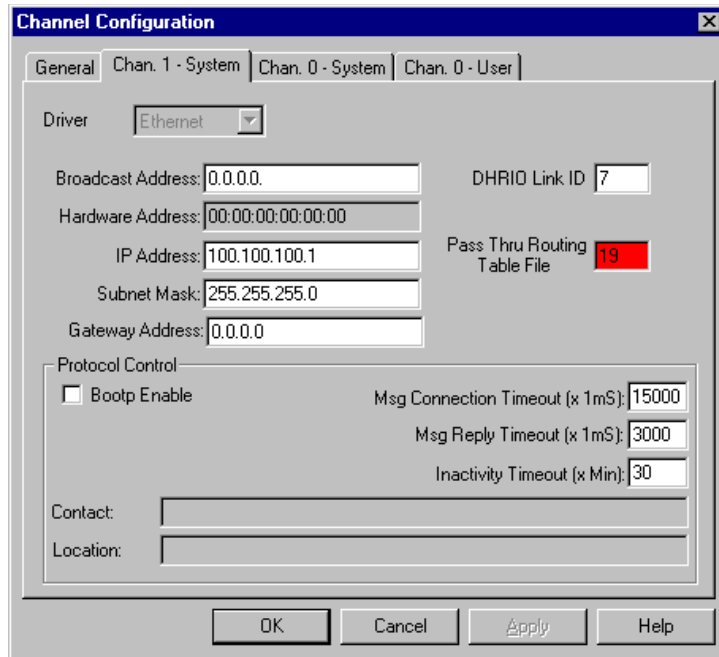 Channel Configuration
General
Chan. 1 - System
Chan. 0 - System
Chan. 0 - User
Driver
Ethernet
Broadcast Address: 0.0.0.0.
DHRIO Link ID 7
Hardware Address: 00:00:00:00:00:00
IP Address: 100.100.100.1
Pass Thru Routing
Table File
19
Subnet Mask: 255.255.255.0
Gateway Address: 0.0.0.0
Protocol Control
Bootp Enable
Msg Connection Timeout (x 1mS): 15000
Msg Reply Timeout (x 1mS): 3000
Inactivity Timeout (x Min): 30
Contact:
Location:
OK
Cancel
Apply
Help